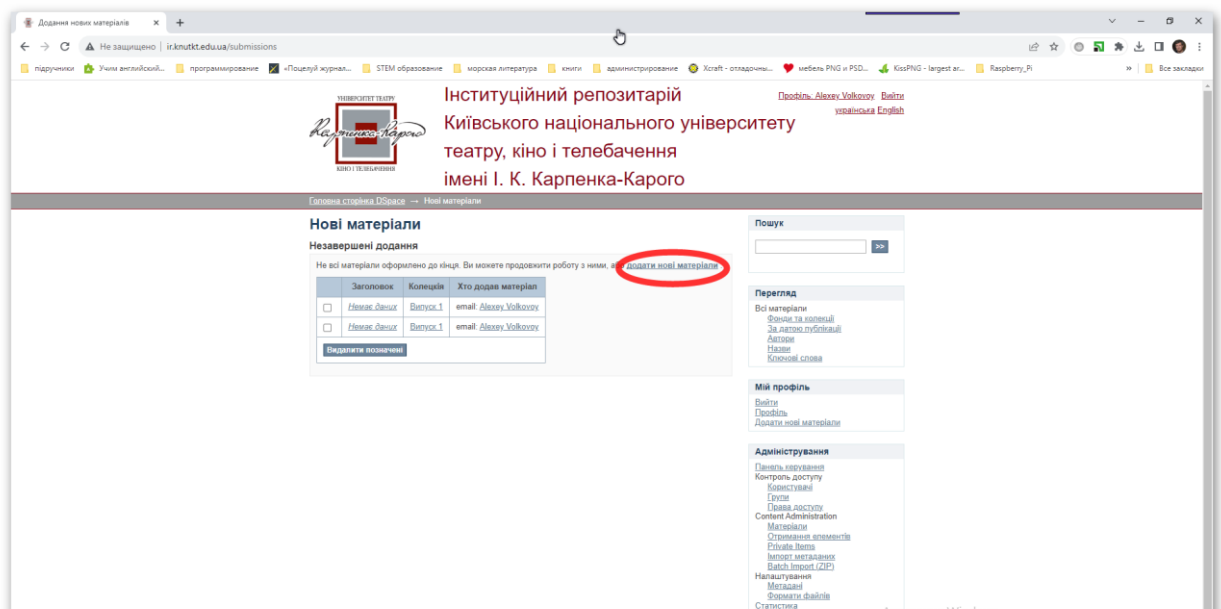 Додання нових матеріалів
Не защищено
ir.knutkt.edu.ua/submissions
підручники
Учим английский...
программирование
«Поцелуй журнал...
STEM образование
морская литература
книги
администрирование
Xcraft - отладочны...
мебель PNG и PSD...
KissPNG - largest ar...
Raspberry_Pi
»
Все закладки
УНІВЕРСИТЕТ ТЕАТРУ
Карпенка-Карого
КІНО І ТЕЛЕБАЧЕННЯ
Інституційний репозитарій
Київського національного університету
театру, кіно і телебачення
імені І. К. Карпенка-Карого
Профіль: Alexey Volkovoy Вийти
українська English
Головна сторінка DSpace → Нові матеріали
Нові матеріали
Незавершені додання
Не всі матеріали оформлено до кінця. Ви можете продовжити роботу з ними, або додати нові матеріали
Заголовок Колекція Хто додав матеріал
Немає даних Випуск 1 email: Alexey Volkovoy
Немає даних Випуск 1 email: Alexey Volkovoy
Видалити позначені
Пошук
>>
Перегляд
Всі матеріали
Фонди та колекції
За датою публікації
Автори
Назви
Ключові слова
Мій профіль
Вийти
Профіль
Додати нові матеріали
Адміністрування
Панель керування
Контроль доступу
Користувачі
Групи
Права доступу
Content Administration
Матеріали
Отримання елементів
Private Items
Імпорт метаданих
Batch Import (ZIP)
Налаштування
Метадані
Формати файлів
Статистика